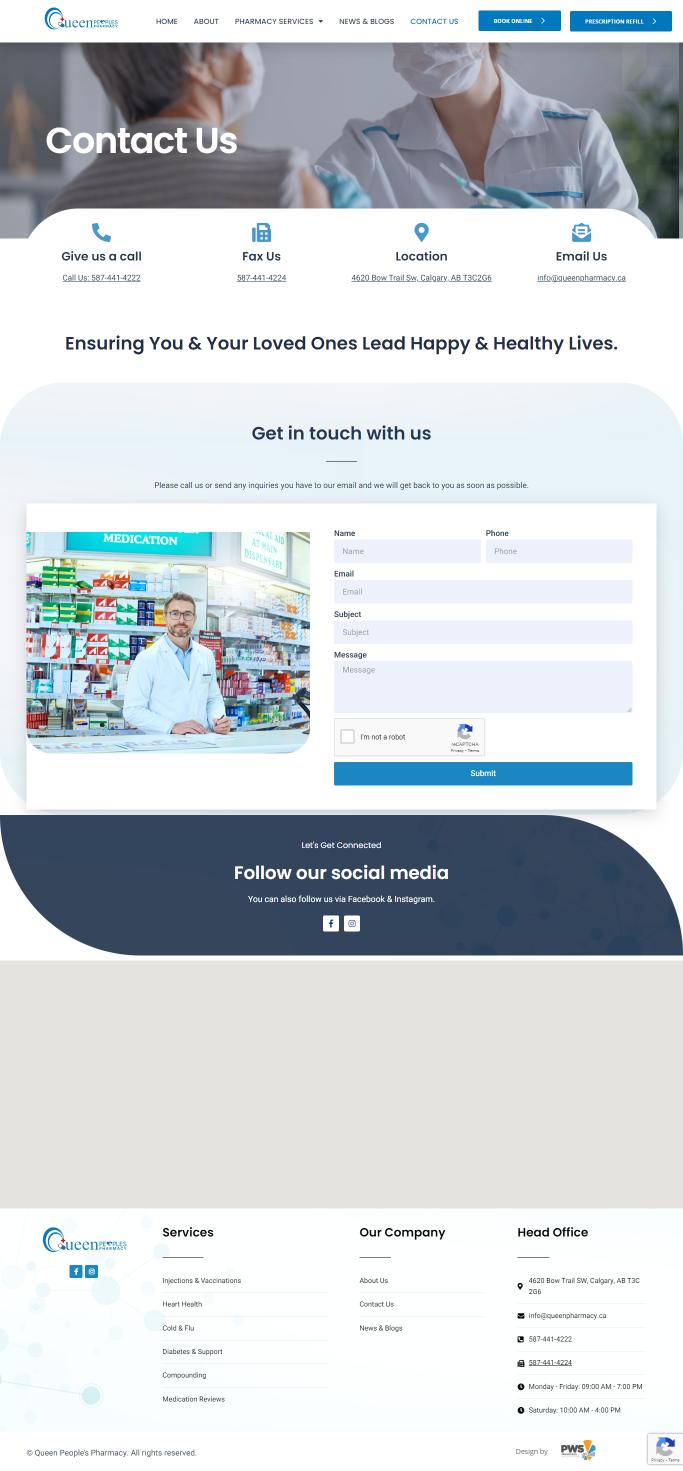 Queen PEOPLES PHARMACY
HOME ABOUT PHARMACY SERVICES NEWS & BLOGS CONTACT US BOOK ONLINE PRESCRIPTION REFILL
Contact Us
Give us a call
Call Us: 587-441-4222
Fax Us
587-441-4224
Location
4620 Bow Trail Sw, Calgary, AB T3C2G6
Email Us
info@queenpharmacy.ca
Ensuring You & Your Loved Ones Lead Happy & Healthy Lives.
Get in touch with us
Please call us or send any inquiries you have to our email and we will get back to you as soon as possible.
MEDICATION
AT MAIN
DISPENSARY
Name Phone
Name Phone
Email
Email
Subject
Subject
Message
Message
I'm not a robot
reCAPTCHA
Privacy - Terms
Submit
Let's Get Connected
Follow our social media
You can also follow us via Facebook & Instagram.
Queen PEOPLES PHARMACY
Services
Injections & Vaccinations
Heart Health
Cold & Flu
Diabetes & Support
Compounding
Medication Reviews
Our Company
About Us
Contact Us
News & Blogs
Head Office
4620 Bow Trail SW, Calgary, AB T3C
2G6
info@queenpharmacy.ca
587-441-4222
587-441-4224
Monday - Friday: 09:00 AM - 7:00 PM
Saturday: 10:00 AM - 4:00 PM
© Queen People's Pharmacy. All rights reserved.
Design by PWS
Privacy - Terms